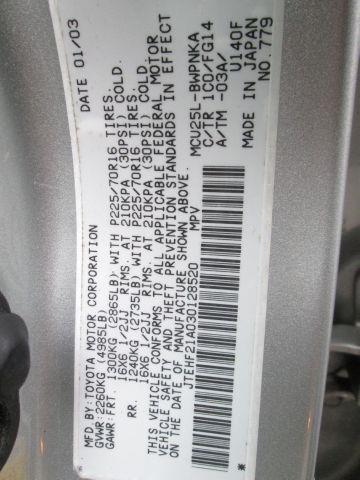 MFD.BY:TOYOTA MOTOR CORPORATION DATE 01/03
GVWR:2260KG (4985LB)
GAWR:FRT. 1300KG(2865LB) WITH P225/70R16 TIRES.
16X6 1/2JJ RIMS. AT 210KPA (30PSI) COLD.
RR. 1240KG (2735LB) WITH P225/70R16 TIRES.
16X6 1/2JJ RIMS. AT 210KPA (30PSI) COLD.
THIS VEHICLE CONFORMS TO ALL APPLICABLE FEDERAL MOTOR
VEHICLE SAFETY AND THEFT PREVENTION STANDARDS IN EFFECT
ON THE DATE OF MANUFACTURE SHOWN ABOVE.
JTEHF21A030128520 MPV
MCU25L-BWPNKA
C/TR 1C0/FG14
A/TM -03A/
U140F
MADE IN JAPAN
* * NO.779